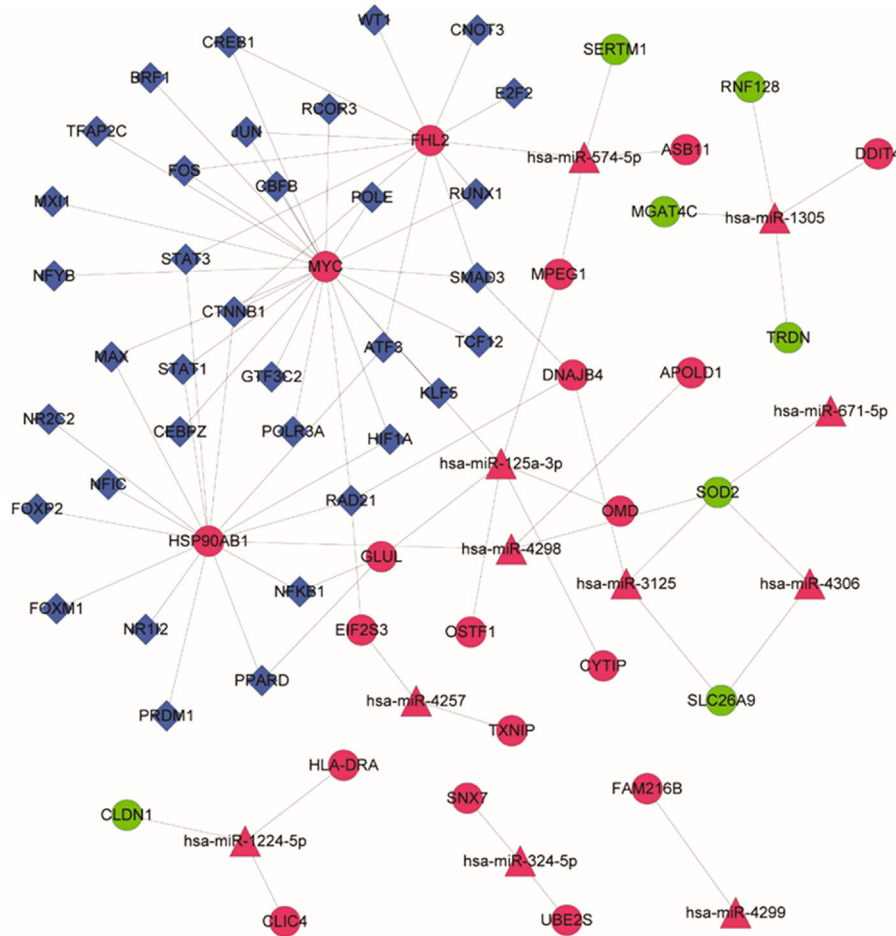 WT1
CNOT3
CREB1
SERTM1
BRF1
RNF128
E2F2
RCOR3
TFAP2C
JUN
FHL2
ASB11
DDIT4
hsa-miR-574-5p
FOS
CBFB
POLE
RUNX1
MXI1
MGAT4C
hsa-miR-1305
STAT3
MYC
NFYB
SMAD3
MPEG1
CTNNB1
TRDN
MAX
ATF3
TCF12
STAT1
GTF3C2
DNAJB4
APOLD1
KLF5
NR2C2
hsa-miR-671-5p
CEBPZ
POLR3A
HIF1A
hsa-miR-125a-3p
NFIC
RAD21
SOD2
FOXP2
OMD
HSP90AB1
hsa-miR-4298
GLUL
FOXM1
NFKB1
hsa-miR-3125
hsa-miR-4306
NR1I2
EIF2S3
OSTF1
CYTIP
PPARD
hsa-miR-4257
SLC26A9
PRDM1
TXNIP
HLA-DRA
FAM216B
SNX7
CLDN1
hsa-miR-1224-5p
hsa-miR-324-5p
CLIC4
UBE2S
hsa-miR-4299